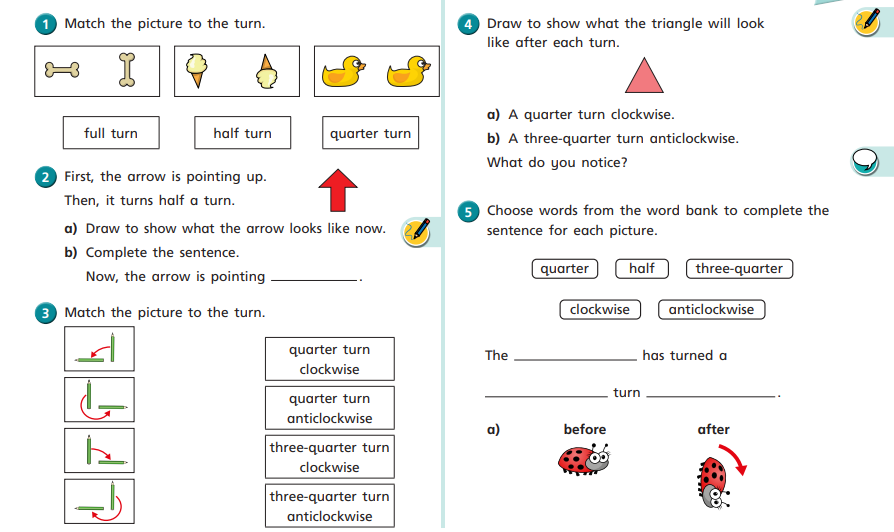 1 Match the picture to the turn.
full turn
half turn
quarter turn
2 First, the arrow is pointing up.
Then, it turns half a turn.
a) Draw to show what the arrow looks like now.
b) Complete the sentence.
Now, the arrow is pointing ____________.
3 Match the picture to the turn.
quarter turn
clockwise
quarter turn
anticlockwise
three-quarter turn
clockwise
three-quarter turn
anticlockwise
4 Draw to show what the triangle will look
like after each turn.
a) A quarter turn clockwise.
b) A three-quarter turn anticlockwise.
What do you notice?
5 Choose words from the word bank to complete the
sentence for each picture.
quarter
half
three-quarter
clockwise
anticlockwise
The ________________ has turned a
________________ turn ________________.
a)
before
after